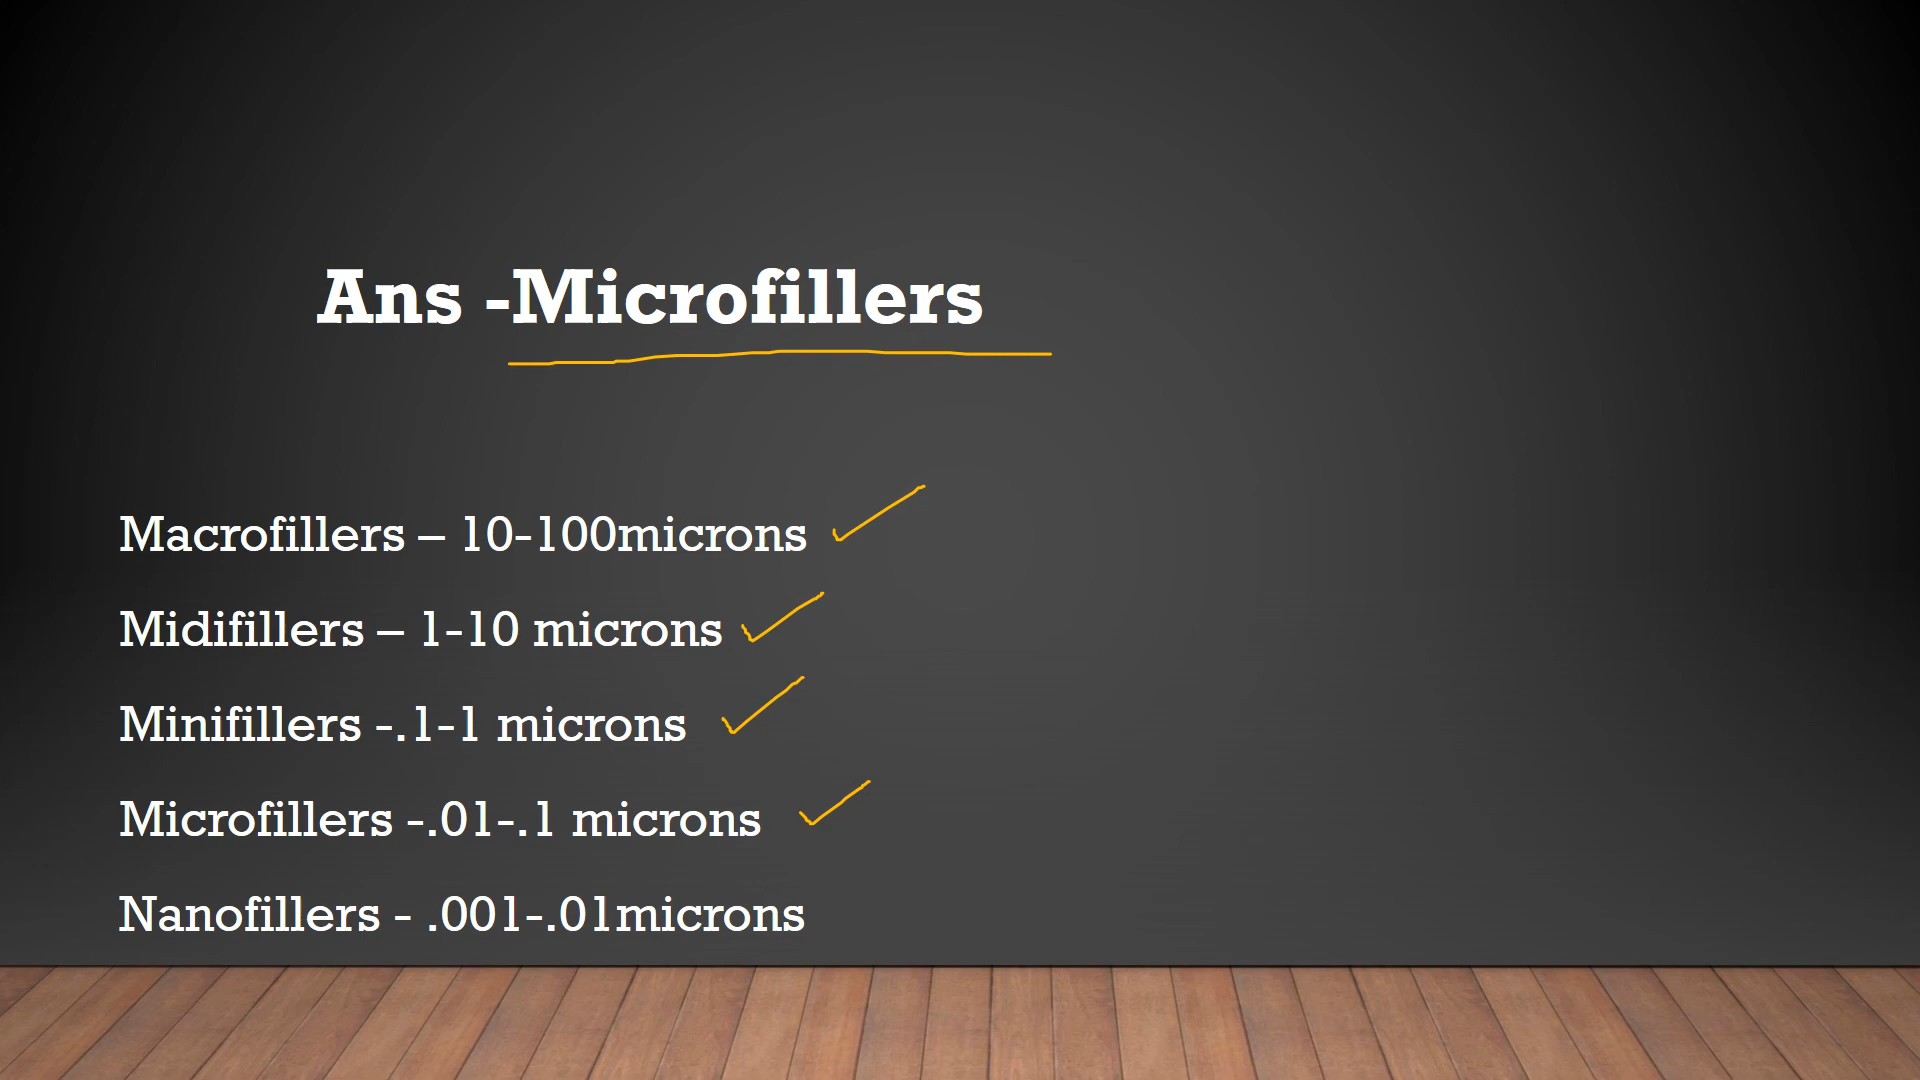 Ans -Microfillers
Macrofillers – 10-100microns
Midifillers – 1-10 microns
Minifillers -.1-1 microns
Microfillers -.01-.1 microns
Nanofillers - .001-.01microns